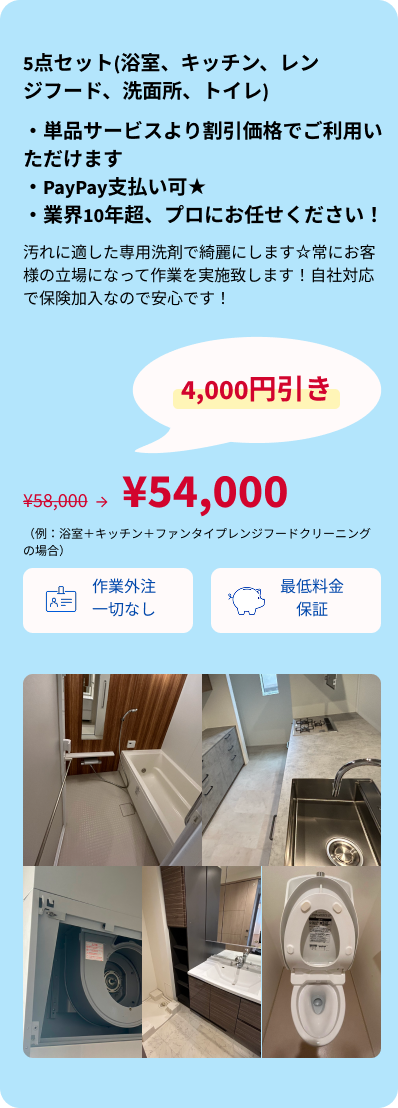 5点セット(浴室、キッチン、レン
ジフード、洗面所、トイレ)
・単品サービスより割引価格でご利用い
ただけます
・PayPay支払い可★
・業界10年超、プロにお任せください！
汚れに適した専用洗剤で綺麗にします☆常にお客
様の立場になって作業を実施致します！自社対応
で保険加入なので安心です！
4,000円引き
¥58,000 → ¥54,000
（例：浴室＋キッチン＋ファンタイプレンジフードクリーニング
の場合）
作業外注
一切なし
最低料金
保証